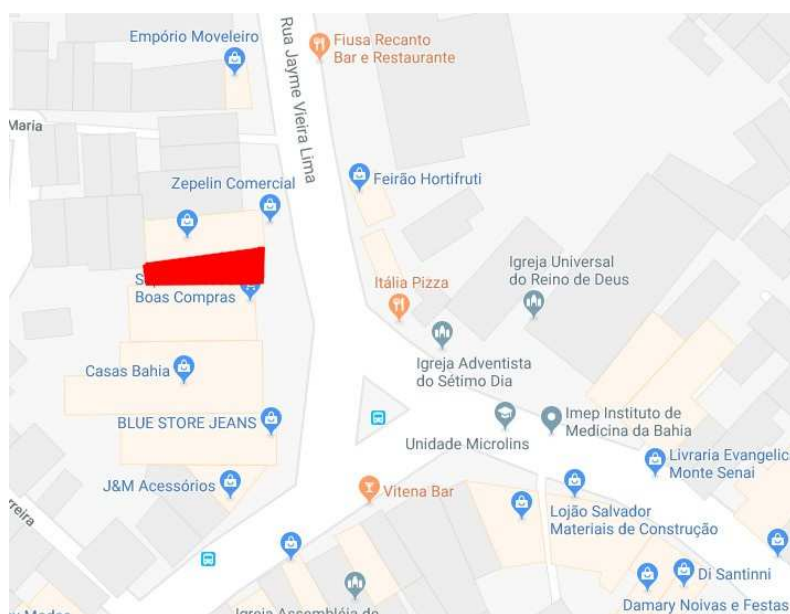 Empório Moveleiro
Fiusa Recanto
Bar e Restaurante
Rua Jayme Vieira Lima
Maria
Zepelin Comercial
Feirão Hortifruti
Igreja Universal
do Reino de Deus
Itália Pizza
Boas Compras
Igreja Adventista
do Sétimo Dia
Casas Bahia
BLUE STORE JEANS
Imep Instituto de
Medicina da Bahia
Unidade Microlins
Livraria Evangelic
Monte Senai
J&M Acessórios
Vitena Bar
Lojão Salvador
Materiais de Construção
Di Santinni
Damary Noivas e Festas